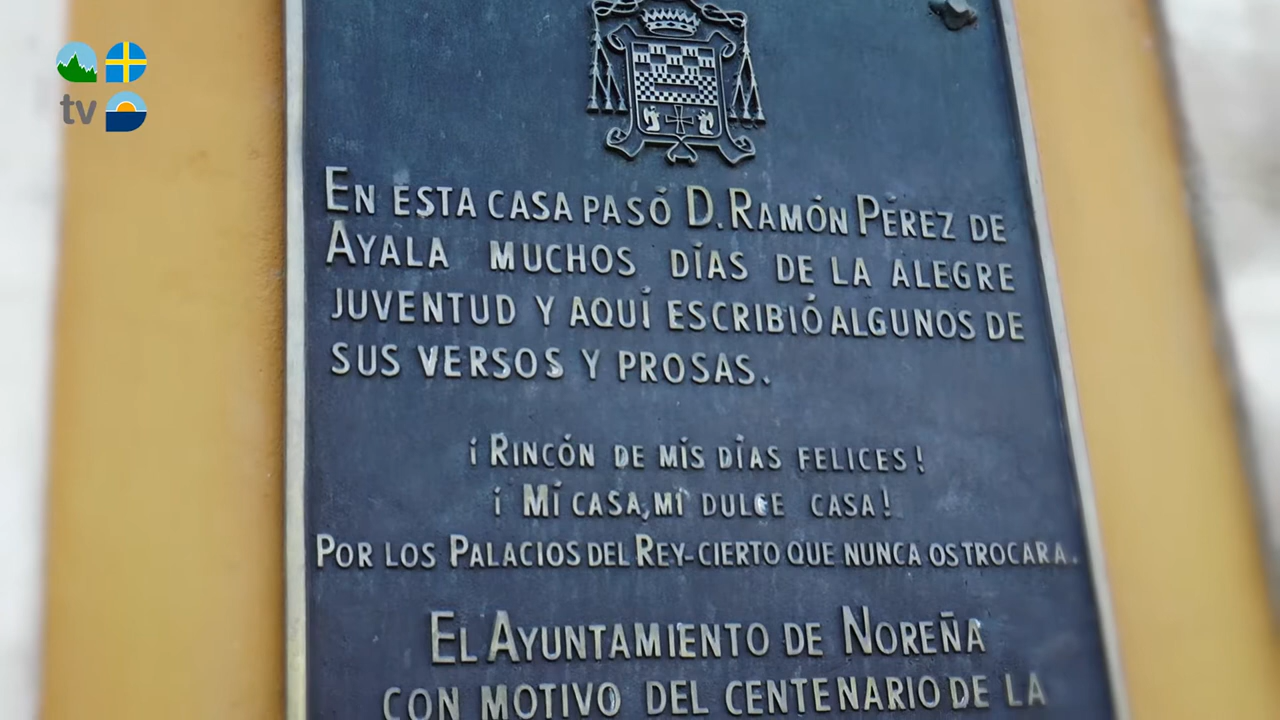 tv
EN ESTA CASA PASÓ D. RAMÓN PÉREZ DE
AYALA MUCHOS DÍAS DE LA ALEGRE
JUVENTUD Y AQUÍ ESCRIBIÓ ALGUNOS DE
SUS VERSOS Y PROSAS.
¡RINCÓN DE MIS DÍAS FELICES!
¡MI CASA, MI DULCE CASA!
POR LOS PALACIOS DEL REY-CIERTO QUE NUNCA OS TROCARA.
EL AYUNTAMIENTO DE NOREÑA
CON MOTIVO DEL CENTENARIO DE LA